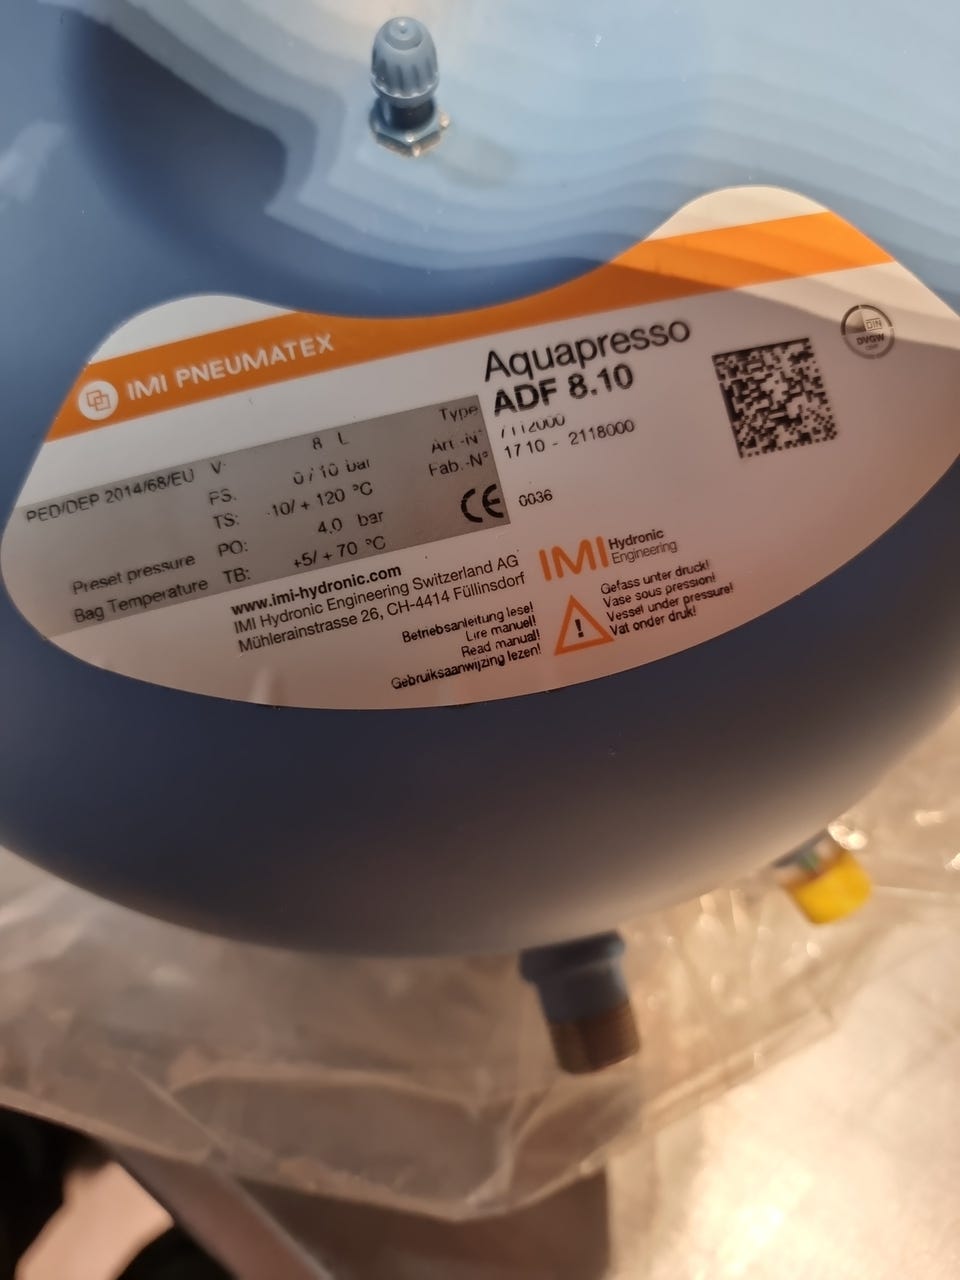 IMI PNEUMATEX
Aquapresso
Type ADF 8.10
Art.-N° 7112000
Fab.-N° 1710 - 2118000
CE 0036
PED/DEP 2014/68/EU
V: 8 L
PS: 0 / 10 bar
TS: -10/ + 120 °C
Preset pressure PO: 4.0 bar
Bag Temperature TB: +5/ + 70 °C
www.imi-hydronic.com
IMI Hydronic Engineering Switzerland AG
Mühlerainstrasse 26, CH-4414 Füllinsdorf
IMI Hydronic
Engineering
Betriebsanleitung lese!
Lire manuel!
Read manual!
Gebruiksaanwijzing lezen!
!
Gefass unter druck!
Vase sous pression!
Vessel under pressure!
Vat onder druk!
DIN
DVGW